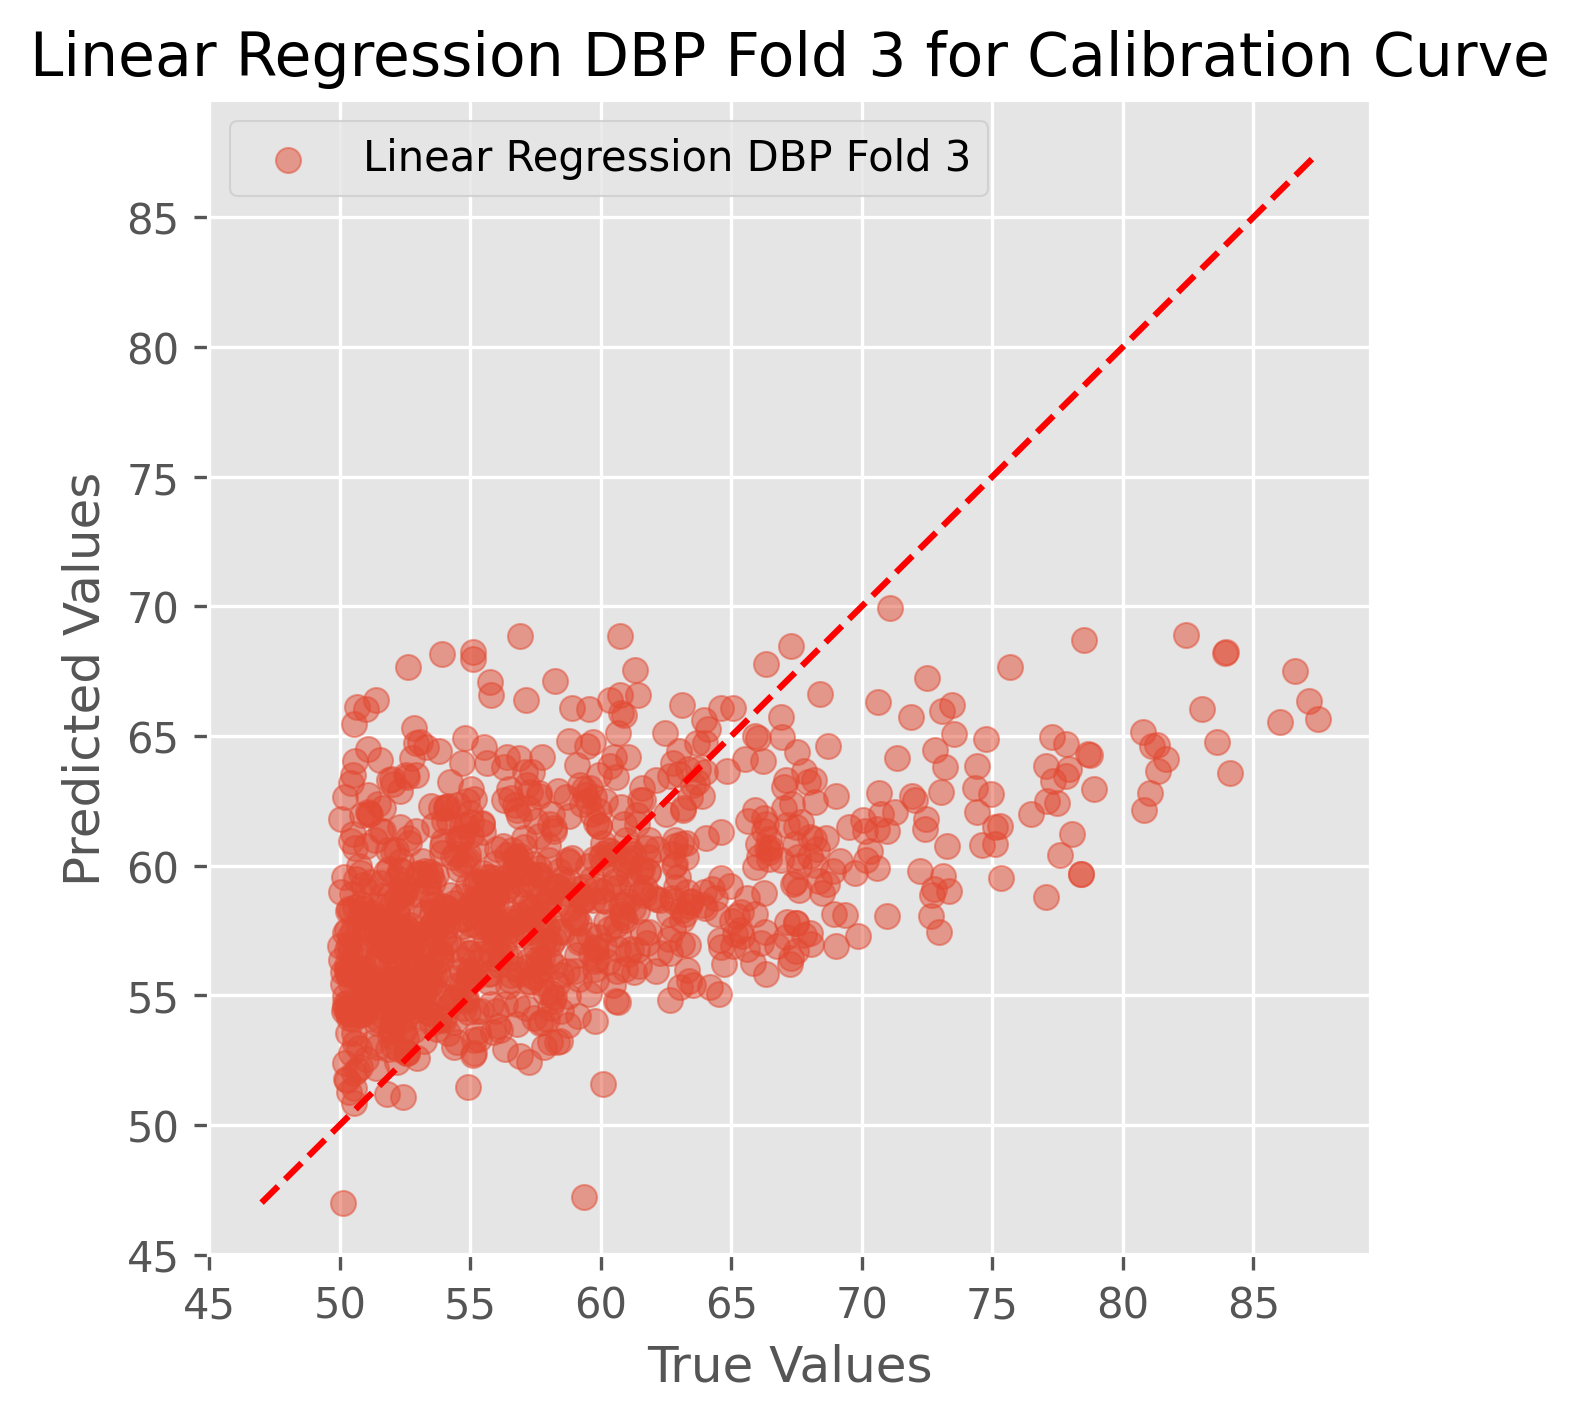 Linear Regression DBP Fold 3 for Calibration Curve
Linear Regression DBP Fold 3
85
80
75
70
65
60
55
50
45
Predicted Values
45 50 55 60 65 70 75 80 85
True Values